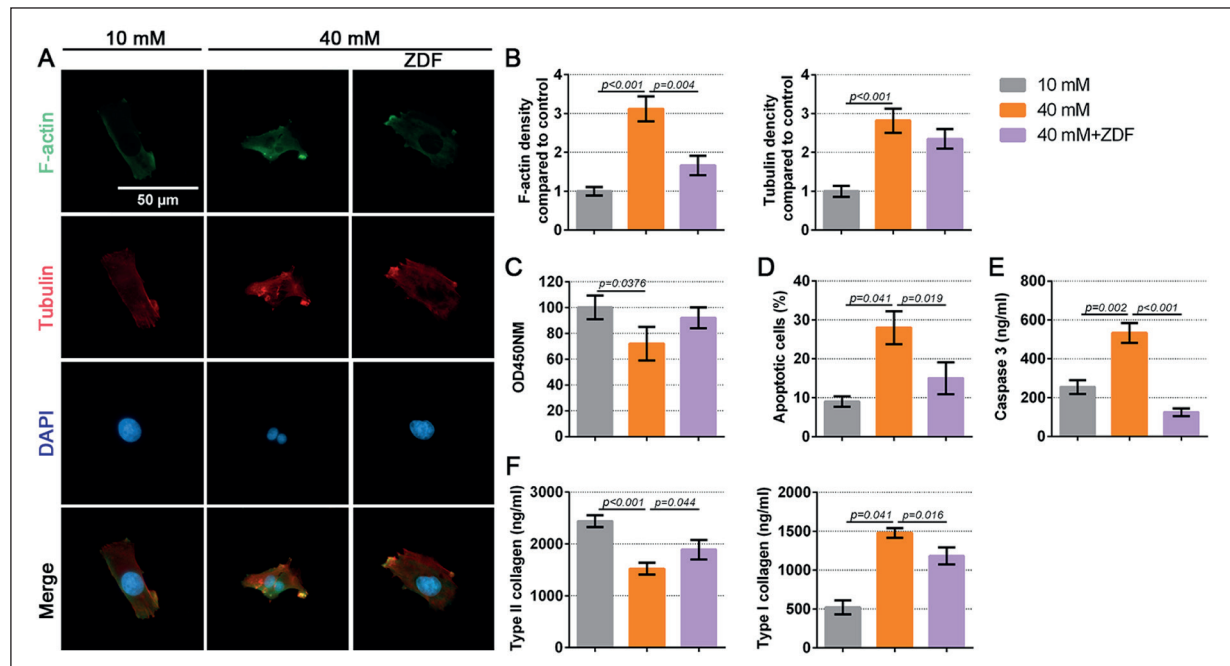 10 mM
40 mM
A
ZDF
F-actin
50 µm
Tubulin
DAPI
Merge
B
F-actin density
compared to control
4
3
2
1
0
p<0.001
p=0.004
Tubulin dencity
compared to control
4
3
2
1
0
p<0.001
10 mM
40 mM
40 mM+ZDF
C
OD450NM
120
100
80
60
40
20
0
p=0.0376
D
Apoptotic cells (%)
40
30
20
10
0
p=0.041
p=0.019
E
Caspase 3 (ng/ml)
800
600
400
200
0
p=0.002
p<0.001
F
Type II collagen (ng/ml)
3000
2000
1000
0
p<0.001
p=0.044
Type I collagen (ng/ml)
2000
1500
1000
500
0
p=0.041
p=0.016